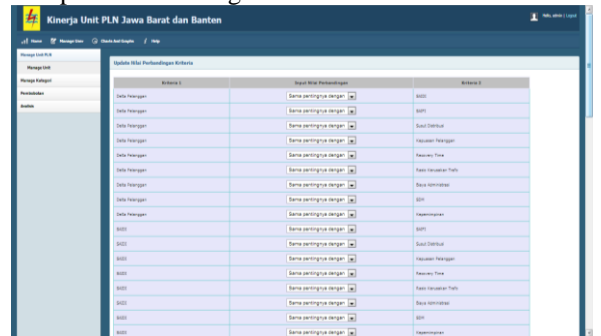 Kinerja Unit PLN Jawa Barat dan Banten
Hello, admin | Logout
Home Manage User Charts And Graphs / Help
Manage Unit PLN
Manage Unit
Manage Kategori
Pembobotan
Analisis
Update Nilai Perbandingan Kriteria
Kriteria 1 Input Nilai Perbandingan Kriteria 2
Delta Pelanggan Sama pentingnya dengan SAIDI
Delta Pelanggan Sama pentingnya dengan SAIFI
Delta Pelanggan Sama pentingnya dengan Susut Distribusi
Delta Pelanggan Sama pentingnya dengan Kepuasan Pelanggan
Delta Pelanggan Sama pentingnya dengan Recovery Time
Delta Pelanggan Sama pentingnya dengan Rasio Kerusakan Trafo
Delta Pelanggan Sama pentingnya dengan Biaya Administrasi
Delta Pelanggan Sama pentingnya dengan SDM
Delta Pelanggan Sama pentingnya dengan Kepemimpinan
SAIDI Sama pentingnya dengan SAIFI
SAIDI Sama pentingnya dengan Susut Distribusi
SAIDI Sama pentingnya dengan Kepuasan Pelanggan
SAIDI Sama pentingnya dengan Recovery Time
SAIDI Sama pentingnya dengan Rasio Kerusakan Trafo
SAIDI Sama pentingnya dengan Biaya Administrasi
SAIDI Sama pentingnya dengan SDM
SAIDI Sama pentingnya dengan Kepemimpinan